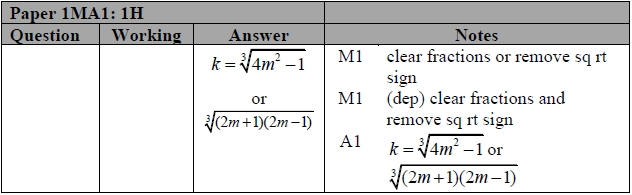 Paper 1MA1: 1H
Question Working Answer Notes
k = ∛(4m² − 1)
or
∛((2m+1)(2m−1))
M1 clear fractions or remove sq rt
sign
M1 (dep) clear fractions and
remove sq rt sign
A1 k = ∛(4m² − 1) or
∛((2m+1)(2m−1))